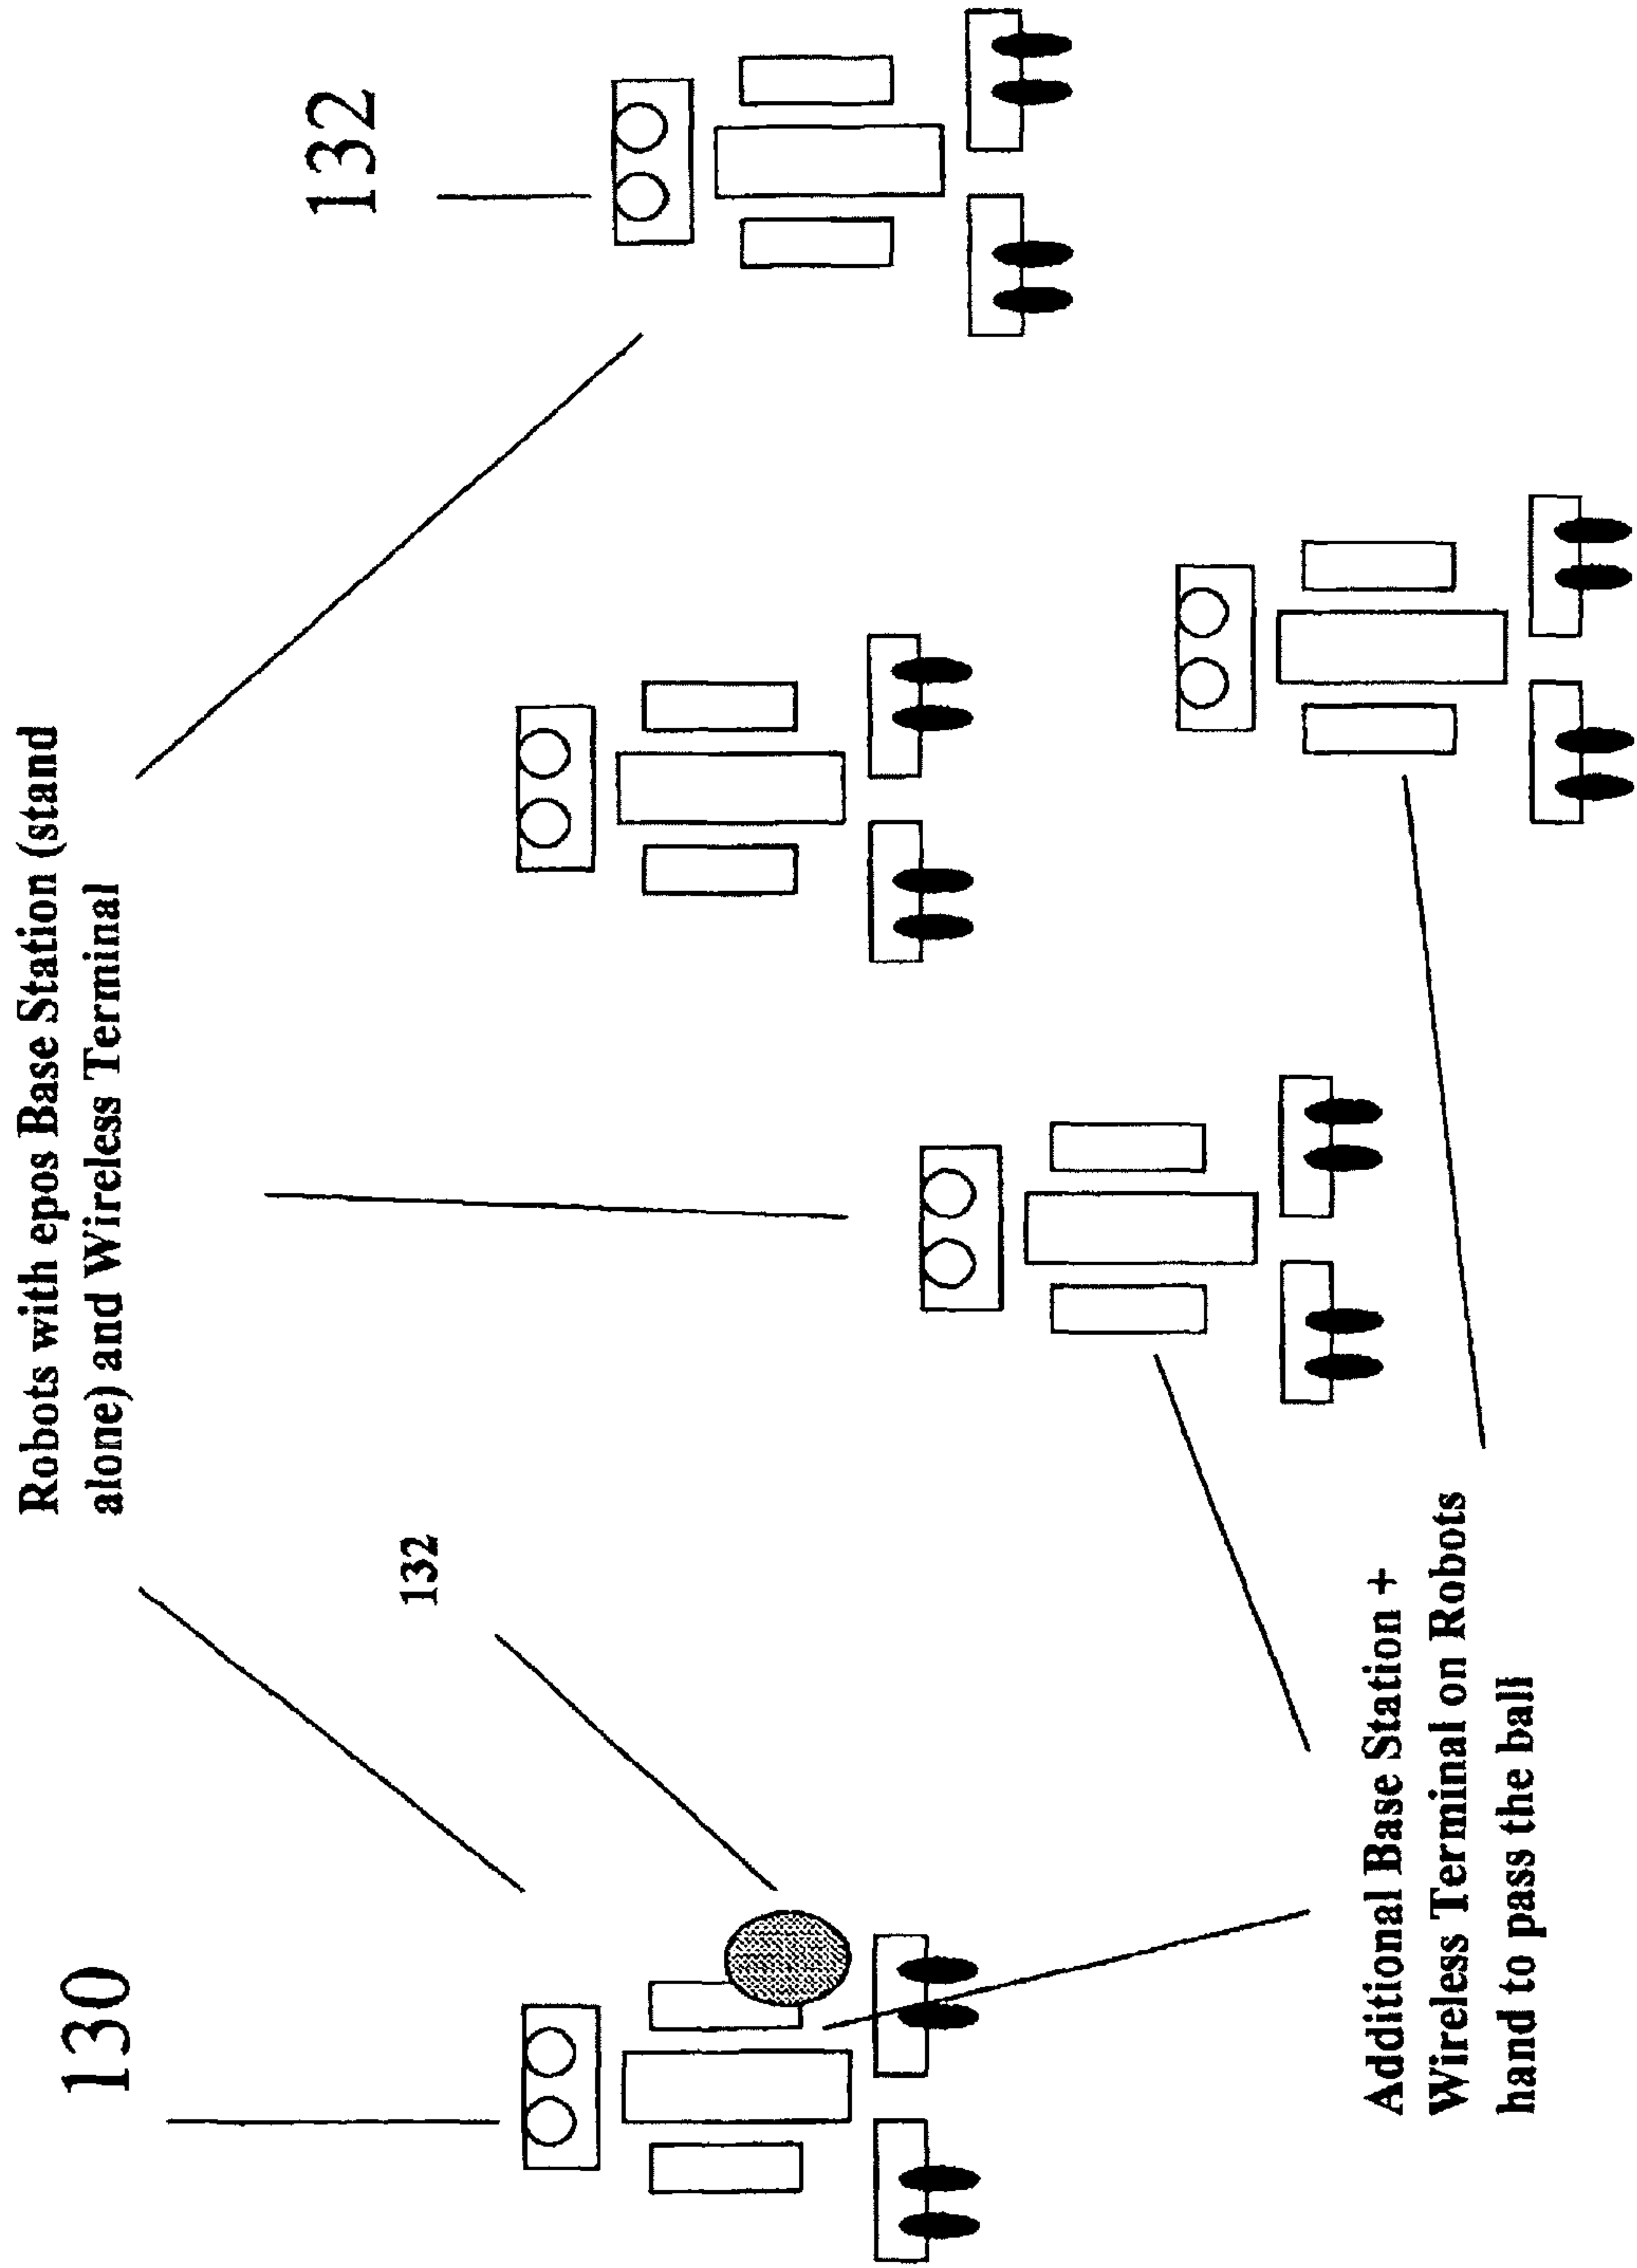 130
Robots with epos Base Station (stand
alone) and Wireless Terminal
132
132
Additional Base Station +
Wireless Terminal on Robots
hand to pass the ball